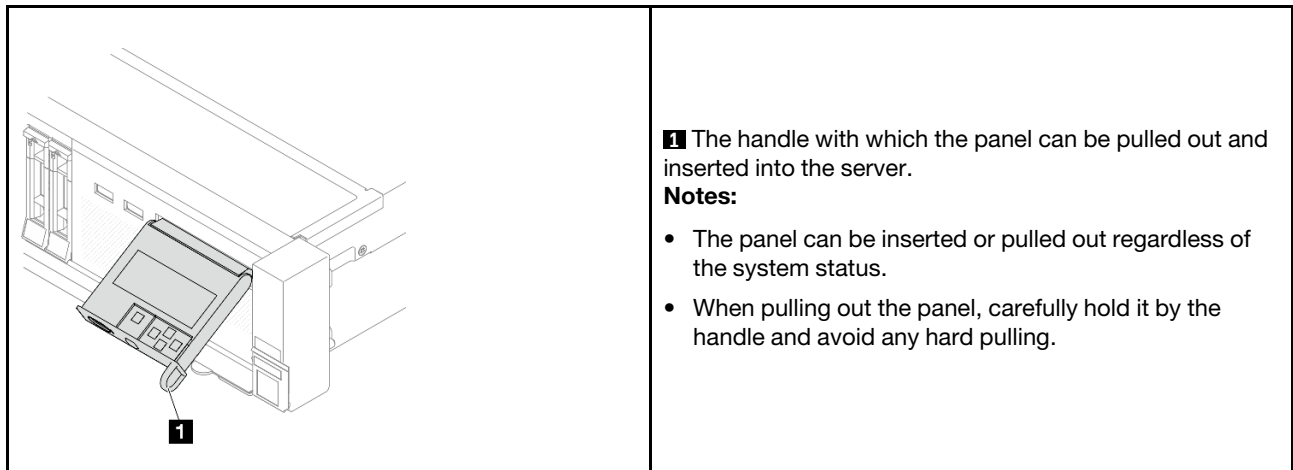 1
1 The handle with which the panel can be pulled out and
inserted into the server.
Notes:
• The panel can be inserted or pulled out regardless of
the system status.
• When pulling out the panel, carefully hold it by the
handle and avoid any hard pulling.